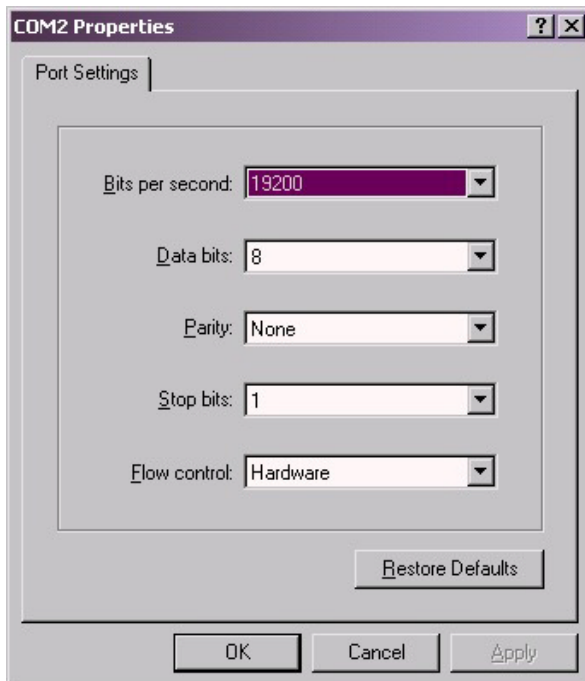 COM2 Properties
Port Settings
Bits per second: 19200
Data bits: 8
Parity: None
Stop bits: 1
Flow control: Hardware
Restore Defaults
OK Cancel Apply